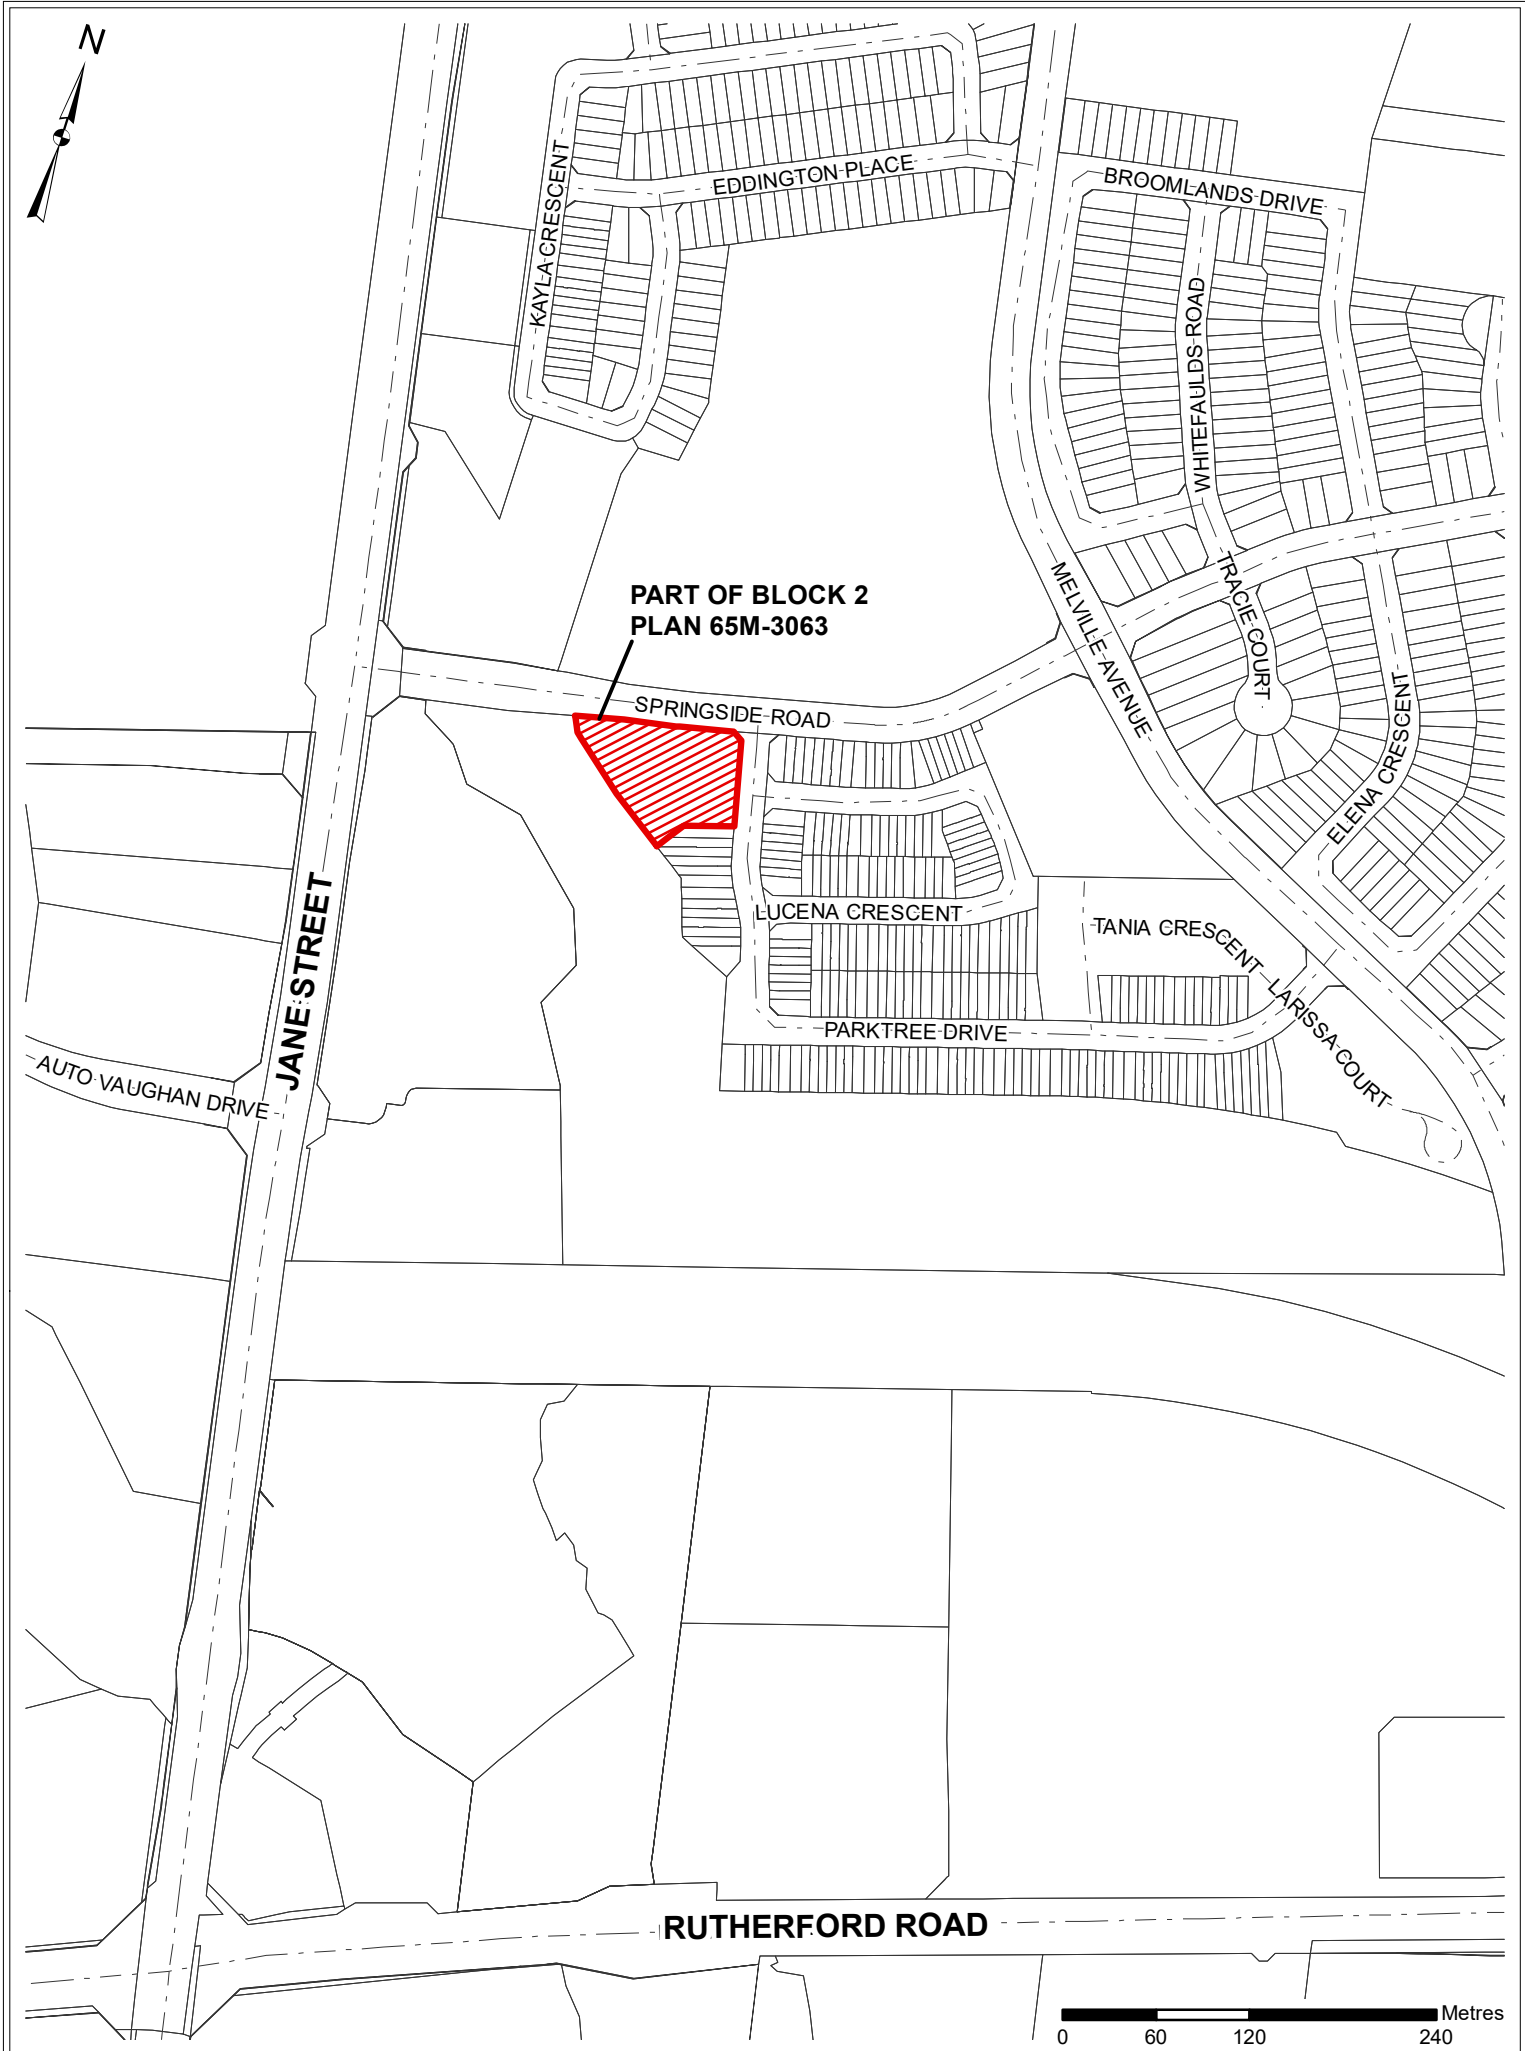 N
KAYLA CRESCENT
EDDINGTON PLACE
BROOMLANDS DRIVE
WHITEFAULDS ROAD
PART OF BLOCK 2
PLAN 65M-3063
MELVILLE AVENUE
TRACIE COURT
SPRINGSIDE ROAD
ELENA CRESCENT
JANE STREET
LUCENA CRESCENT
TANIA CRESCENT
LARISSA COURT
PARKTREE DRIVE
AUTO VAUGHAN DRIVE
RUTHERFORD ROAD
Metres
0 60 120 240